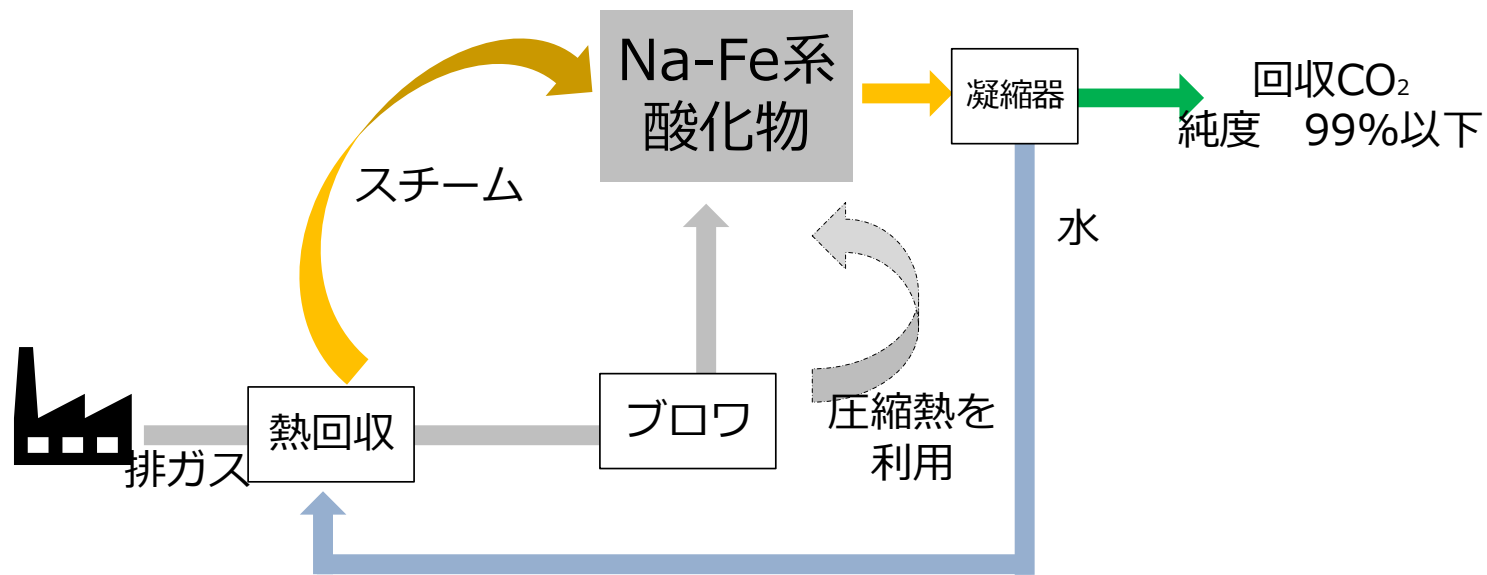 Na-Fe系
酸化物
凝縮器
回収CO₂
純度　99%以下
スチーム
水
熱回収
ブロワ
圧縮熱を
利用
排ガス